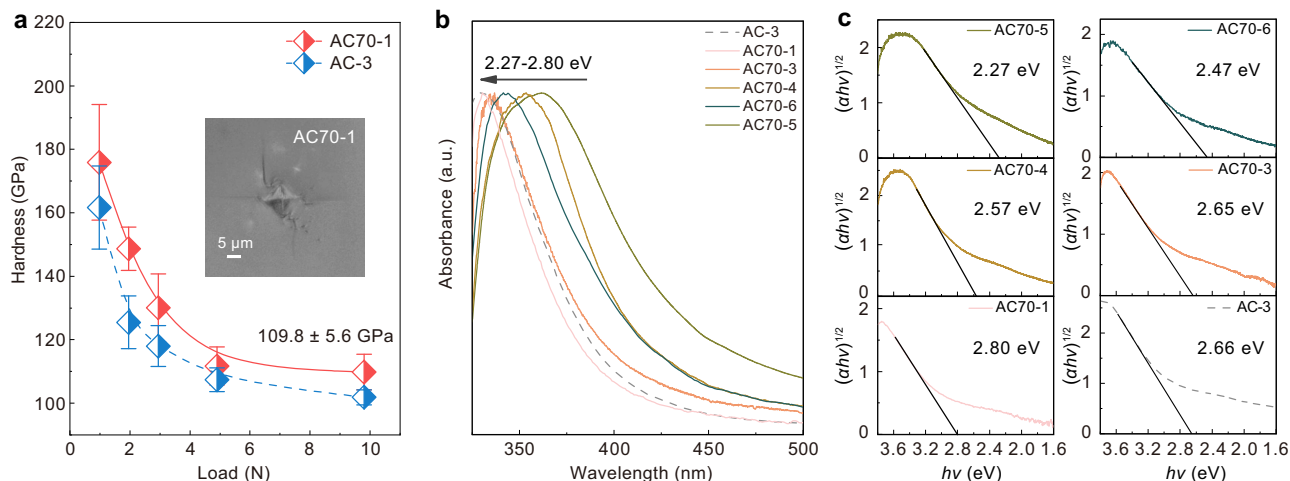 a
AC70-1
AC-3
220
200
180
160
140
120
100
Hardness (GPa)
AC70-1
5 μm
109.8 ± 5.6 GPa
0 2 4 6 8 10
Load (N)
b
AC-3
AC70-1
AC70-3
AC70-4
AC70-6
AC70-5
2.27-2.80 eV
Absorbance (a.u.)
350 400 450 500
Wavelength (nm)
c
AC70-5
2.27 eV
(αhν)1/2
2
1
0
AC70-6
2.47 eV
(αhν)1/2
2
1
0
AC70-4
2.57 eV
(αhν)1/2
2
1
0
AC70-3
2.65 eV
(αhν)1/2
2
1
0
AC70-1
2.80 eV
(αhν)1/2
2
1
0
3.6 3.2 2.8 2.4 2.0 1.6
hν (eV)
AC-3
2.66 eV
(αhν)1/2
2
1
0
3.6 3.2 2.8 2.4 2.0 1.6
hν (eV)